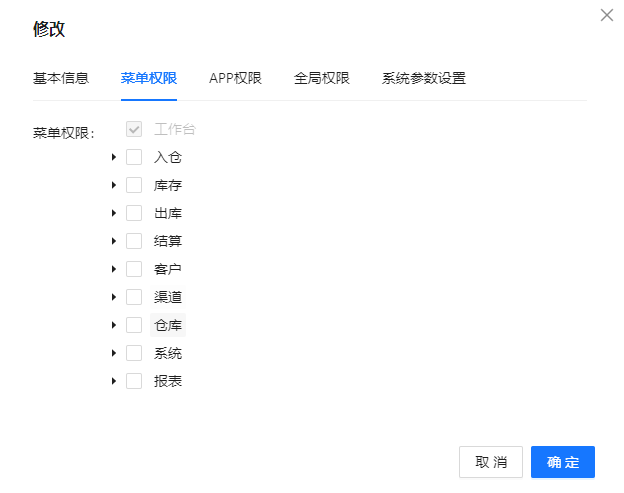 修改
基本信息 菜单权限 APP权限 全局权限 系统参数设置
菜单权限： 工作台
入仓
库存
出库
结算
客户
渠道
仓库
系统
报表
取消 确定